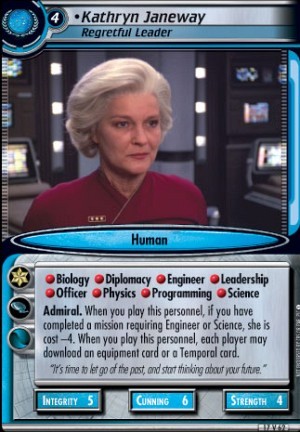 4 •Kathryn Janeway
Regretful Leader
Human
Biology Diplomacy Engineer Leadership
Officer Physics Programming Science
Admiral. When you play this personnel, if you have
completed a mission requiring Engineer or Science, she is
cost –4. When you play this personnel, each player may
download an equipment card or a Temporal card.
"It's time to let go of the past, and start thinking about your future."
Integrity 5 Cunning 6 Strength 4